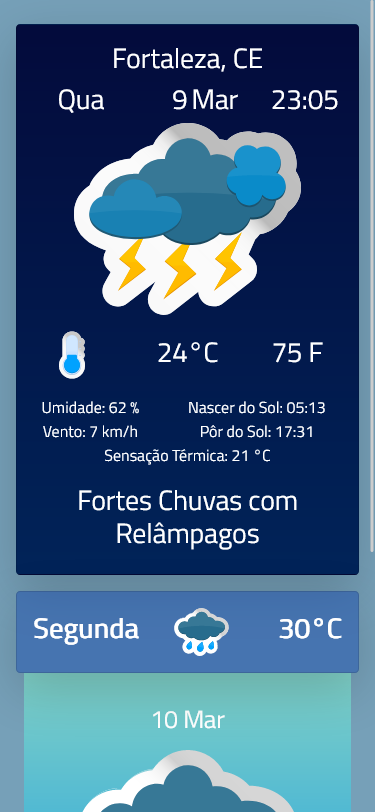 Fortaleza, CE
Qua 9 Mar 23:05
24°C 75 F
Umidade: 62 % Nascer do Sol: 05:13
Vento: 7 km/h Pôr do Sol: 17:31
Sensação Térmica: 21 °C
Fortes Chuvas com
Relâmpagos
Segunda 30°C
10 Mar